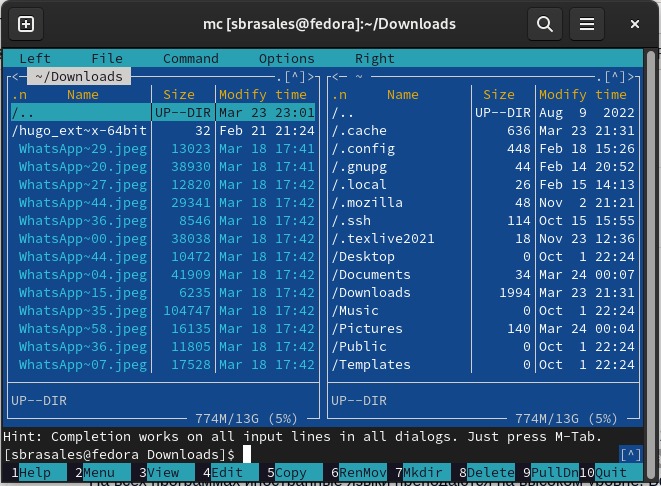 mc [sbrasales@fedora]:~/Downloads
Left File Command Options Right
<─ ~/Downloads ─.[^]>
<─ ~ ─.[^]>
.n Name Size Modify time
/.. UP--DIR Mar 23 23:01
/hugo_ext~x-64bit 32 Feb 21 21:24
WhatsApp~29.jpeg 13023 Mar 18 17:41
WhatsApp~20.jpeg 38930 Mar 18 17:41
WhatsApp~27.jpeg 12820 Mar 18 17:42
WhatsApp~44.jpeg 29341 Mar 18 17:42
WhatsApp~36.jpeg 8546 Mar 18 17:42
WhatsApp~00.jpeg 38038 Mar 18 17:42
WhatsApp~44.jpeg 10472 Mar 18 17:42
WhatsApp~04.jpeg 41909 Mar 18 17:42
WhatsApp~15.jpeg 6235 Mar 18 17:42
WhatsApp~35.jpeg 104747 Mar 18 17:42
WhatsApp~58.jpeg 16135 Mar 18 17:42
WhatsApp~36.jpeg 11805 Mar 18 17:42
WhatsApp~07.jpeg 17528 Mar 18 17:42
UP--DIR
774M/13G (5%)
.n Name Size Modify time
/.. UP--DIR Aug 9 2022
/.cache 636 Mar 23 21:31
/.config 448 Feb 18 15:26
/.gnupg 44 Feb 14 20:52
/.local 26 Feb 15 14:13
/.mozilla 48 Nov 2 21:21
/.ssh 114 Oct 15 15:55
/.texlive2021 18 Nov 23 12:36
/Desktop 0 Oct 1 22:24
/Documents 34 Mar 24 00:07
/Downloads 1994 Mar 23 21:31
/Music 0 Oct 1 22:24
/Pictures 140 Mar 24 00:04
/Public 0 Oct 1 22:24
/Templates 0 Oct 1 22:24
UP--DIR
774M/13G (5%)
Hint: Completion works on all input lines in all dialogs. Just press M-Tab.
[sbrasales@fedora Downloads]$ [^]
1Help 2Menu 3View 4Edit 5Copy 6RenMov 7Mkdir 8Delete 9PullDn 10Quit